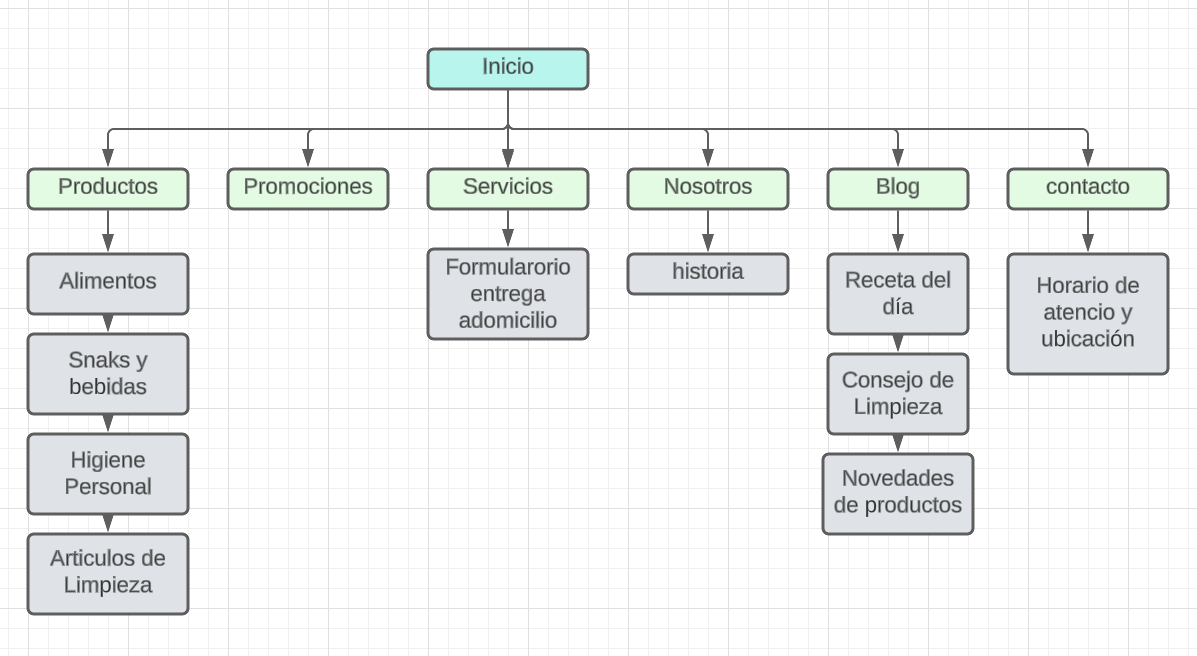 Inicio
Productos
Promociones
Servicios
Nosotros
Blog
contacto
Alimentos
Snaks y
bebidas
Higiene
Personal
Articulos de
Limpieza
Formularorio
entrega
adomicilio
historia
Receta del
día
Consejo de
Limpieza
Novedades
de productos
Horario de
atencio y
ubicación